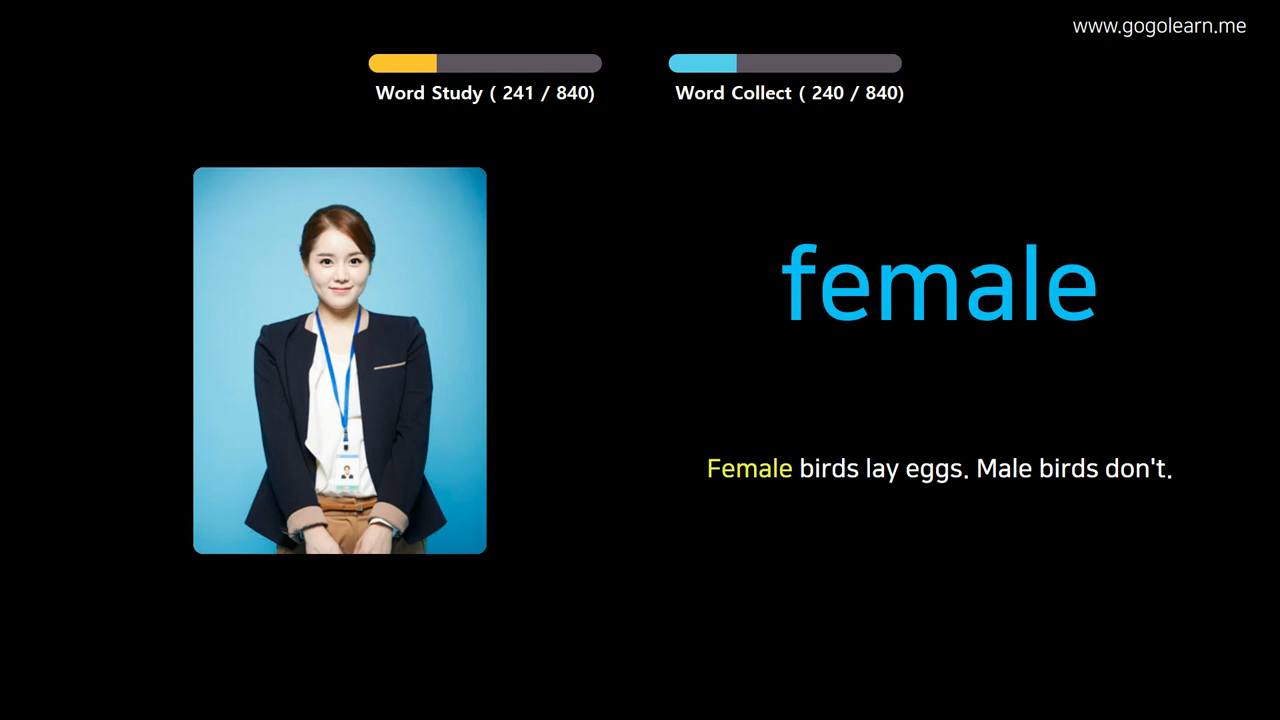 www.gogolearn.me
Word Study ( 241 / 840)
Word Collect ( 240 / 840)
female
Female birds lay eggs. Male birds don't.